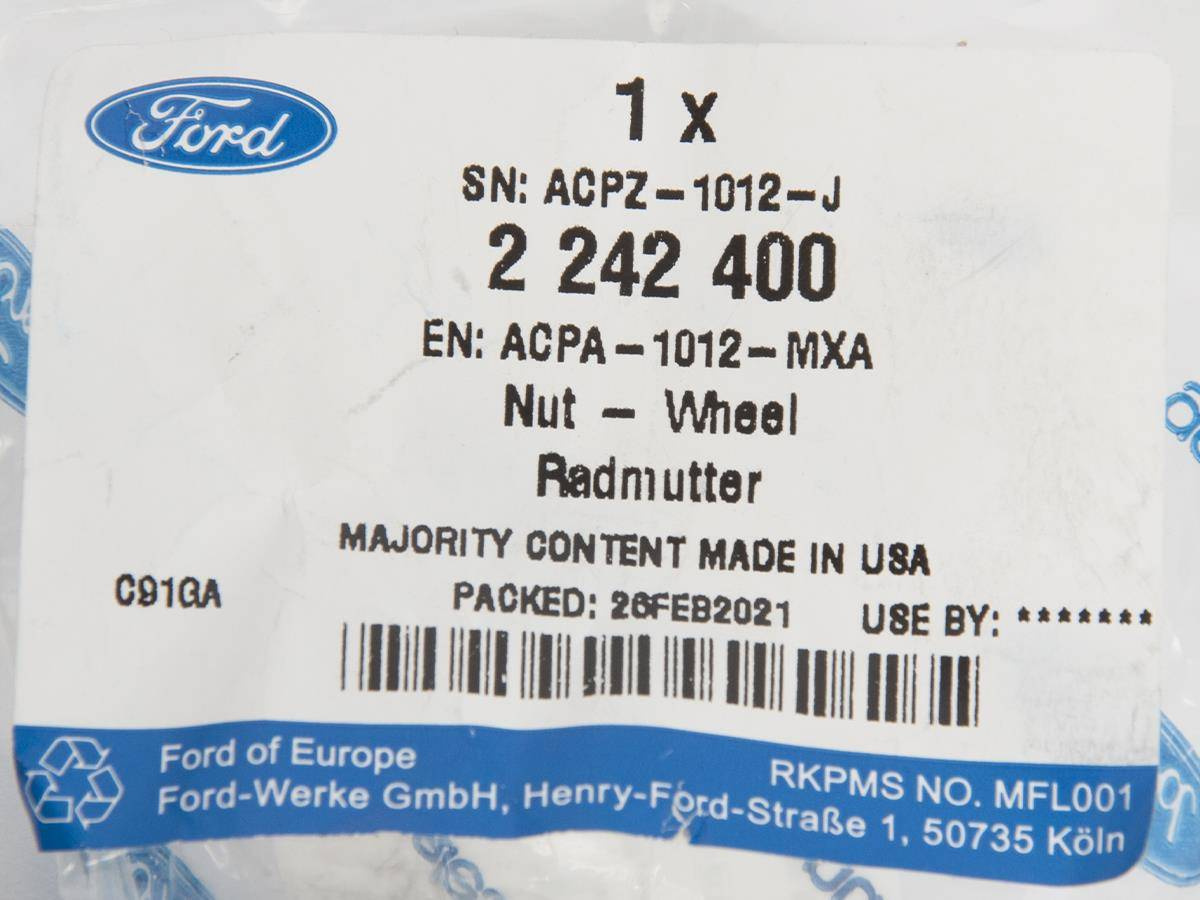 Ford
1 x
SN: ACPZ-1012-J
2 242 400
EN: ACPA-1012-MXA
Nut - Wheel
Radmutter
MAJORITY CONTENT MADE IN USA
C91GA PACKED: 26FEB2021 USE BY: *******
Ford of Europe
RKPMS NO. MFL001
Ford-Werke GmbH, Henry-Ford-Straße 1, 50735 Köln